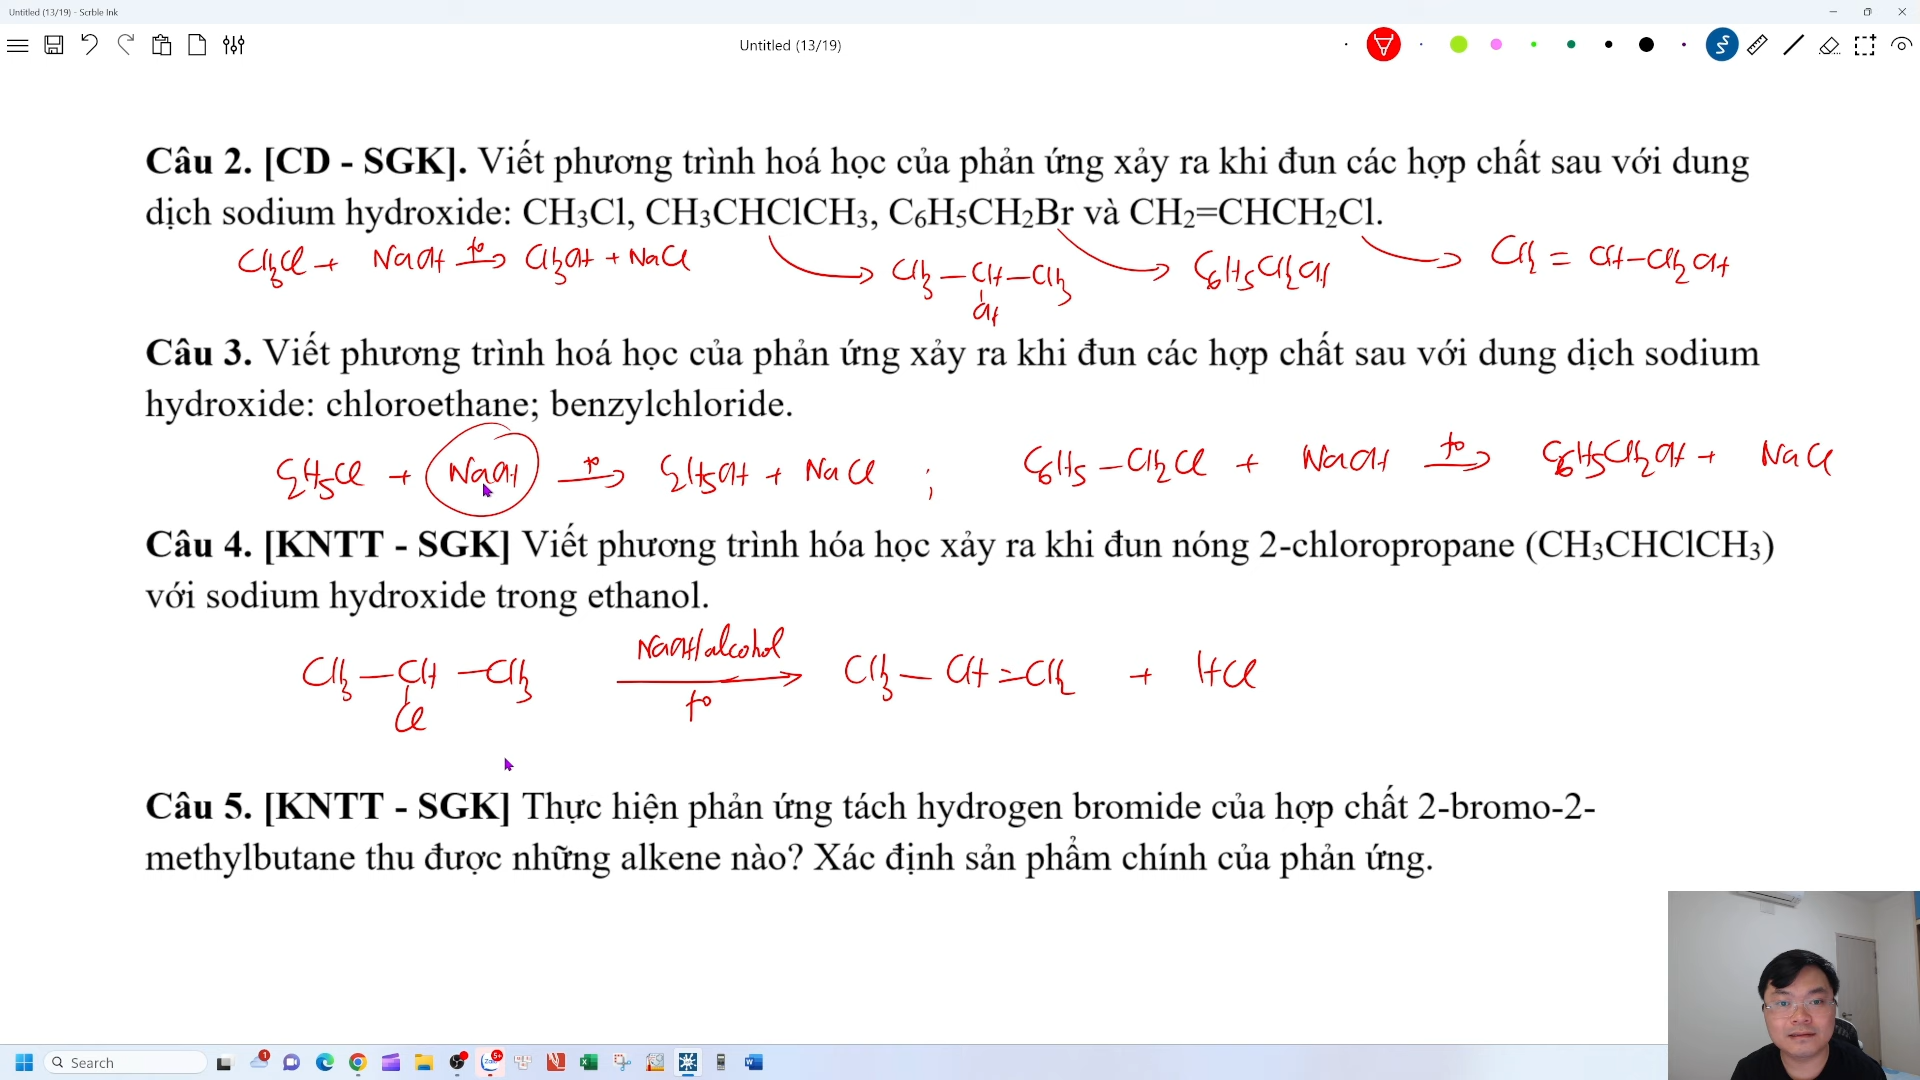 Untitled (13/19) - Scrble Ink
Untitled (13/19)
Câu 2. [CD - SGK]. Viết phương trình hoá học của phản ứng xảy ra khi đun các hợp chất sau với dung
dịch sodium hydroxide: CH3Cl, CH3CHClCH3, C6H5CH2Br và CH2=CHCH2Cl.
CH3Cl + NaOH t° → CH3OH + NaCl
CH3 – CH – CH3
OH
C6H5CH2OH
CH2 = CH – CH2OH
Câu 3. Viết phương trình hoá học của phản ứng xảy ra khi đun các hợp chất sau với dung dịch sodium
hydroxide: chloroethane; benzylchloride.
C2H5Cl + NaOH t° → C2H5OH + NaCl ; C6H5 – CH2Cl + NaOH t° → C6H5CH2OH + NaCl
Câu 4. [KNTT - SGK] Viết phương trình hóa học xảy ra khi đun nóng 2-chloropropane (CH3CHClCH3)
với sodium hydroxide trong ethanol.
NaOH/alcohol
CH3 – CH – CH3 → CH3 – CH = CH2 + HCl
Cl
t°
Câu 5. [KNTT - SGK] Thực hiện phản ứng tách hydrogen bromide của hợp chất 2-bromo-2-
methylbutane thu được những alkene nào? Xác định sản phẩm chính của phản ứng.
Search